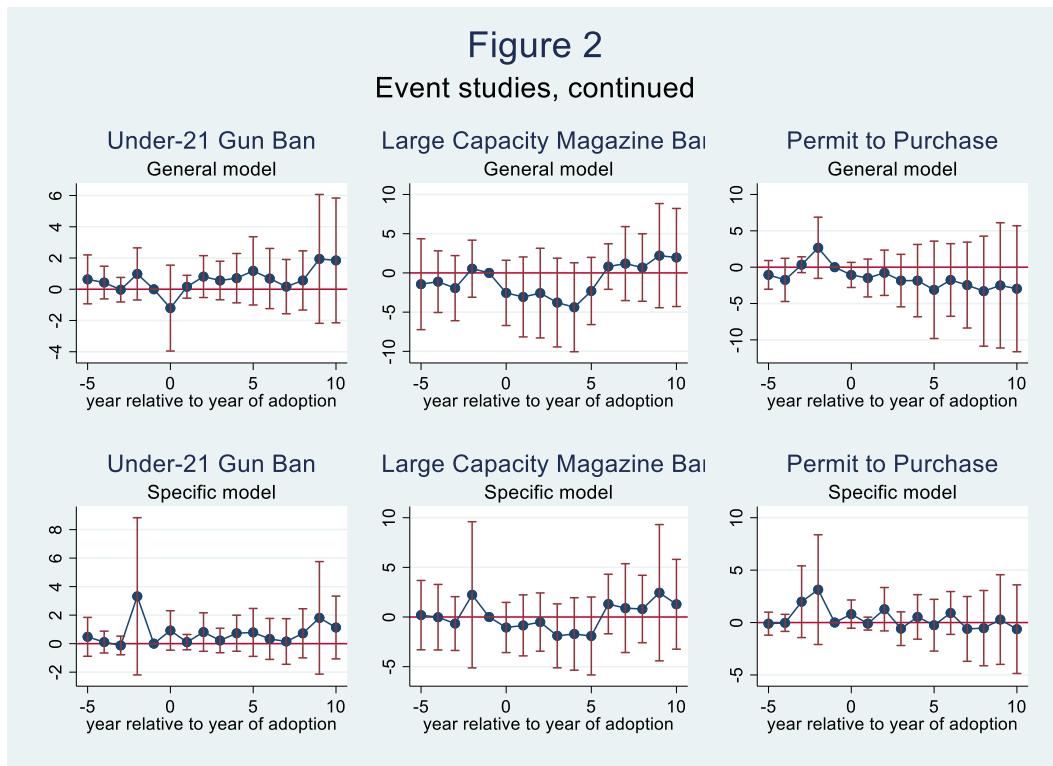 Figure 2
Event studies, continued
Under-21 Gun Ban
General model
6
4
2
0
-2
-4
-5 0 5 10
year relative to year of adoption
Large Capacity Magazine Ban
General model
10
5
0
-5
-10
-5 0 5 10
year relative to year of adoption
Permit to Purchase
General model
10
5
0
-5
-10
-5 0 5 10
year relative to year of adoption
Under-21 Gun Ban
Specific model
8
6
4
2
0
-2
-5 0 5 10
year relative to year of adoption
Large Capacity Magazine Ban
Specific model
10
5
0
-5
-5 0 5 10
year relative to year of adoption
Permit to Purchase
Specific model
10
5
0
-5
-5 0 5 10
year relative to year of adoption